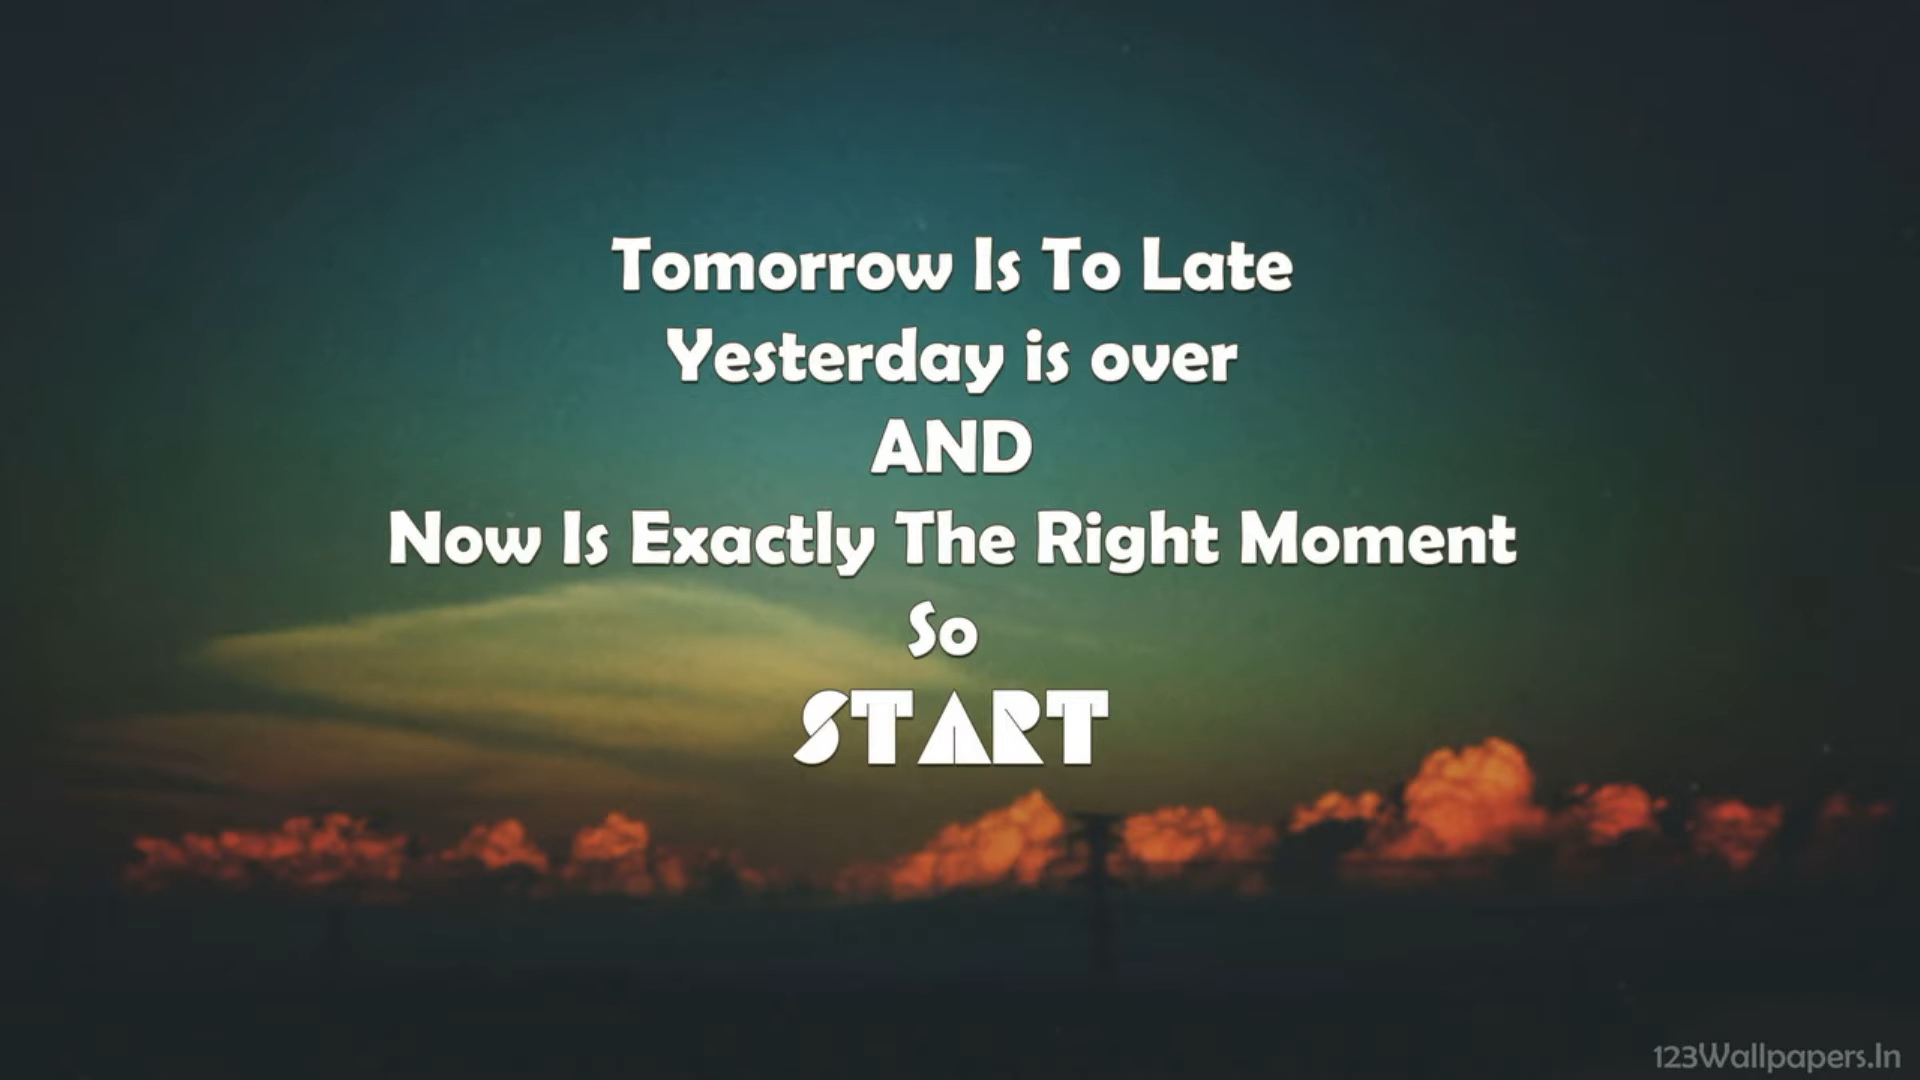 Tomorrow Is To Late
Yesterday is over
AND
Now Is Exactly The Right Moment
So
START
123Wallpapers.In